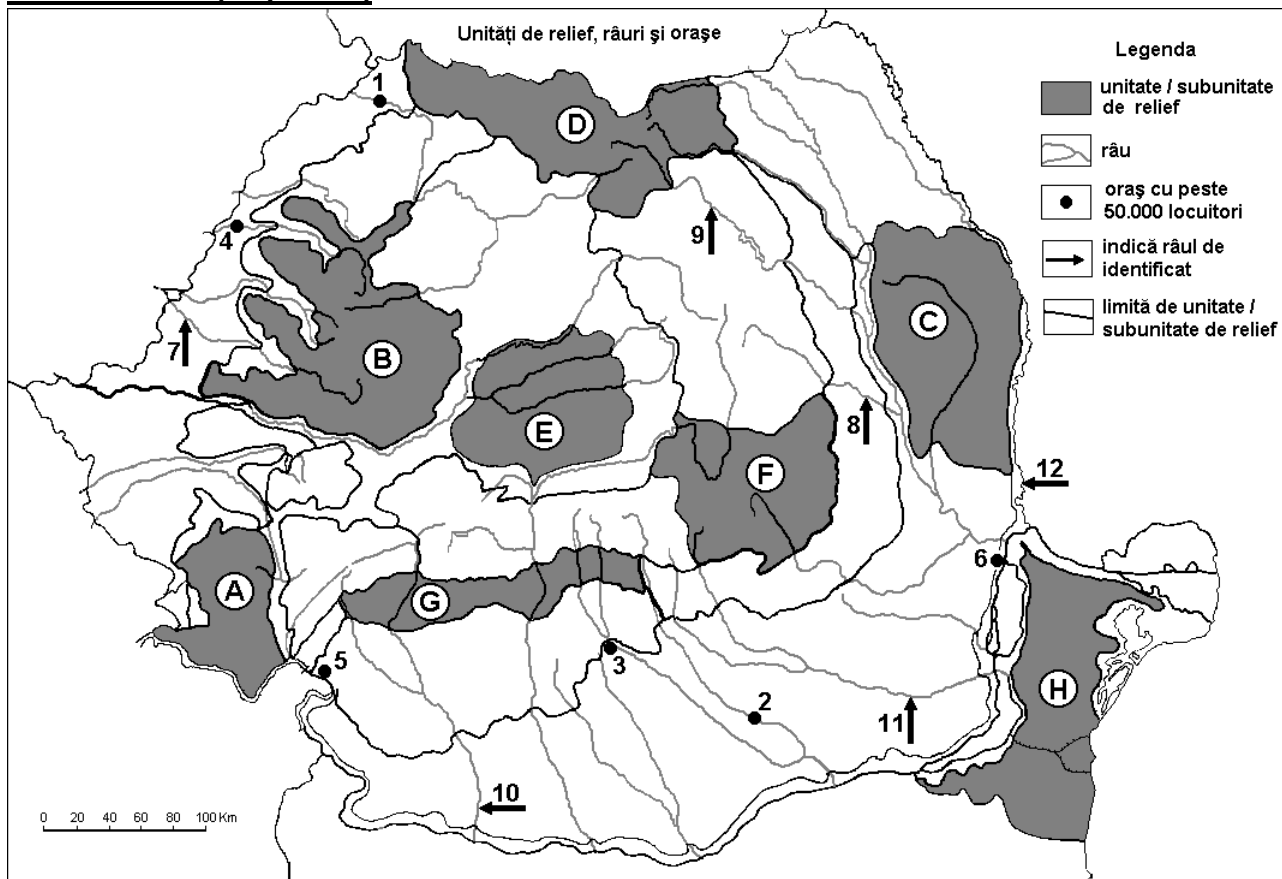 Unități de relief, râuri și orașe
Legenda
unitate / subunitate
de relief
râu
oraș cu peste
50.000 locuitori
indică râul de
identificat
limită de unitate /
subunitate de relief
1
D
4
9
C
7
B
8
E
F
12
6
A
G
5
3
2
H
11
10
0 20 40 60 80 100 Km